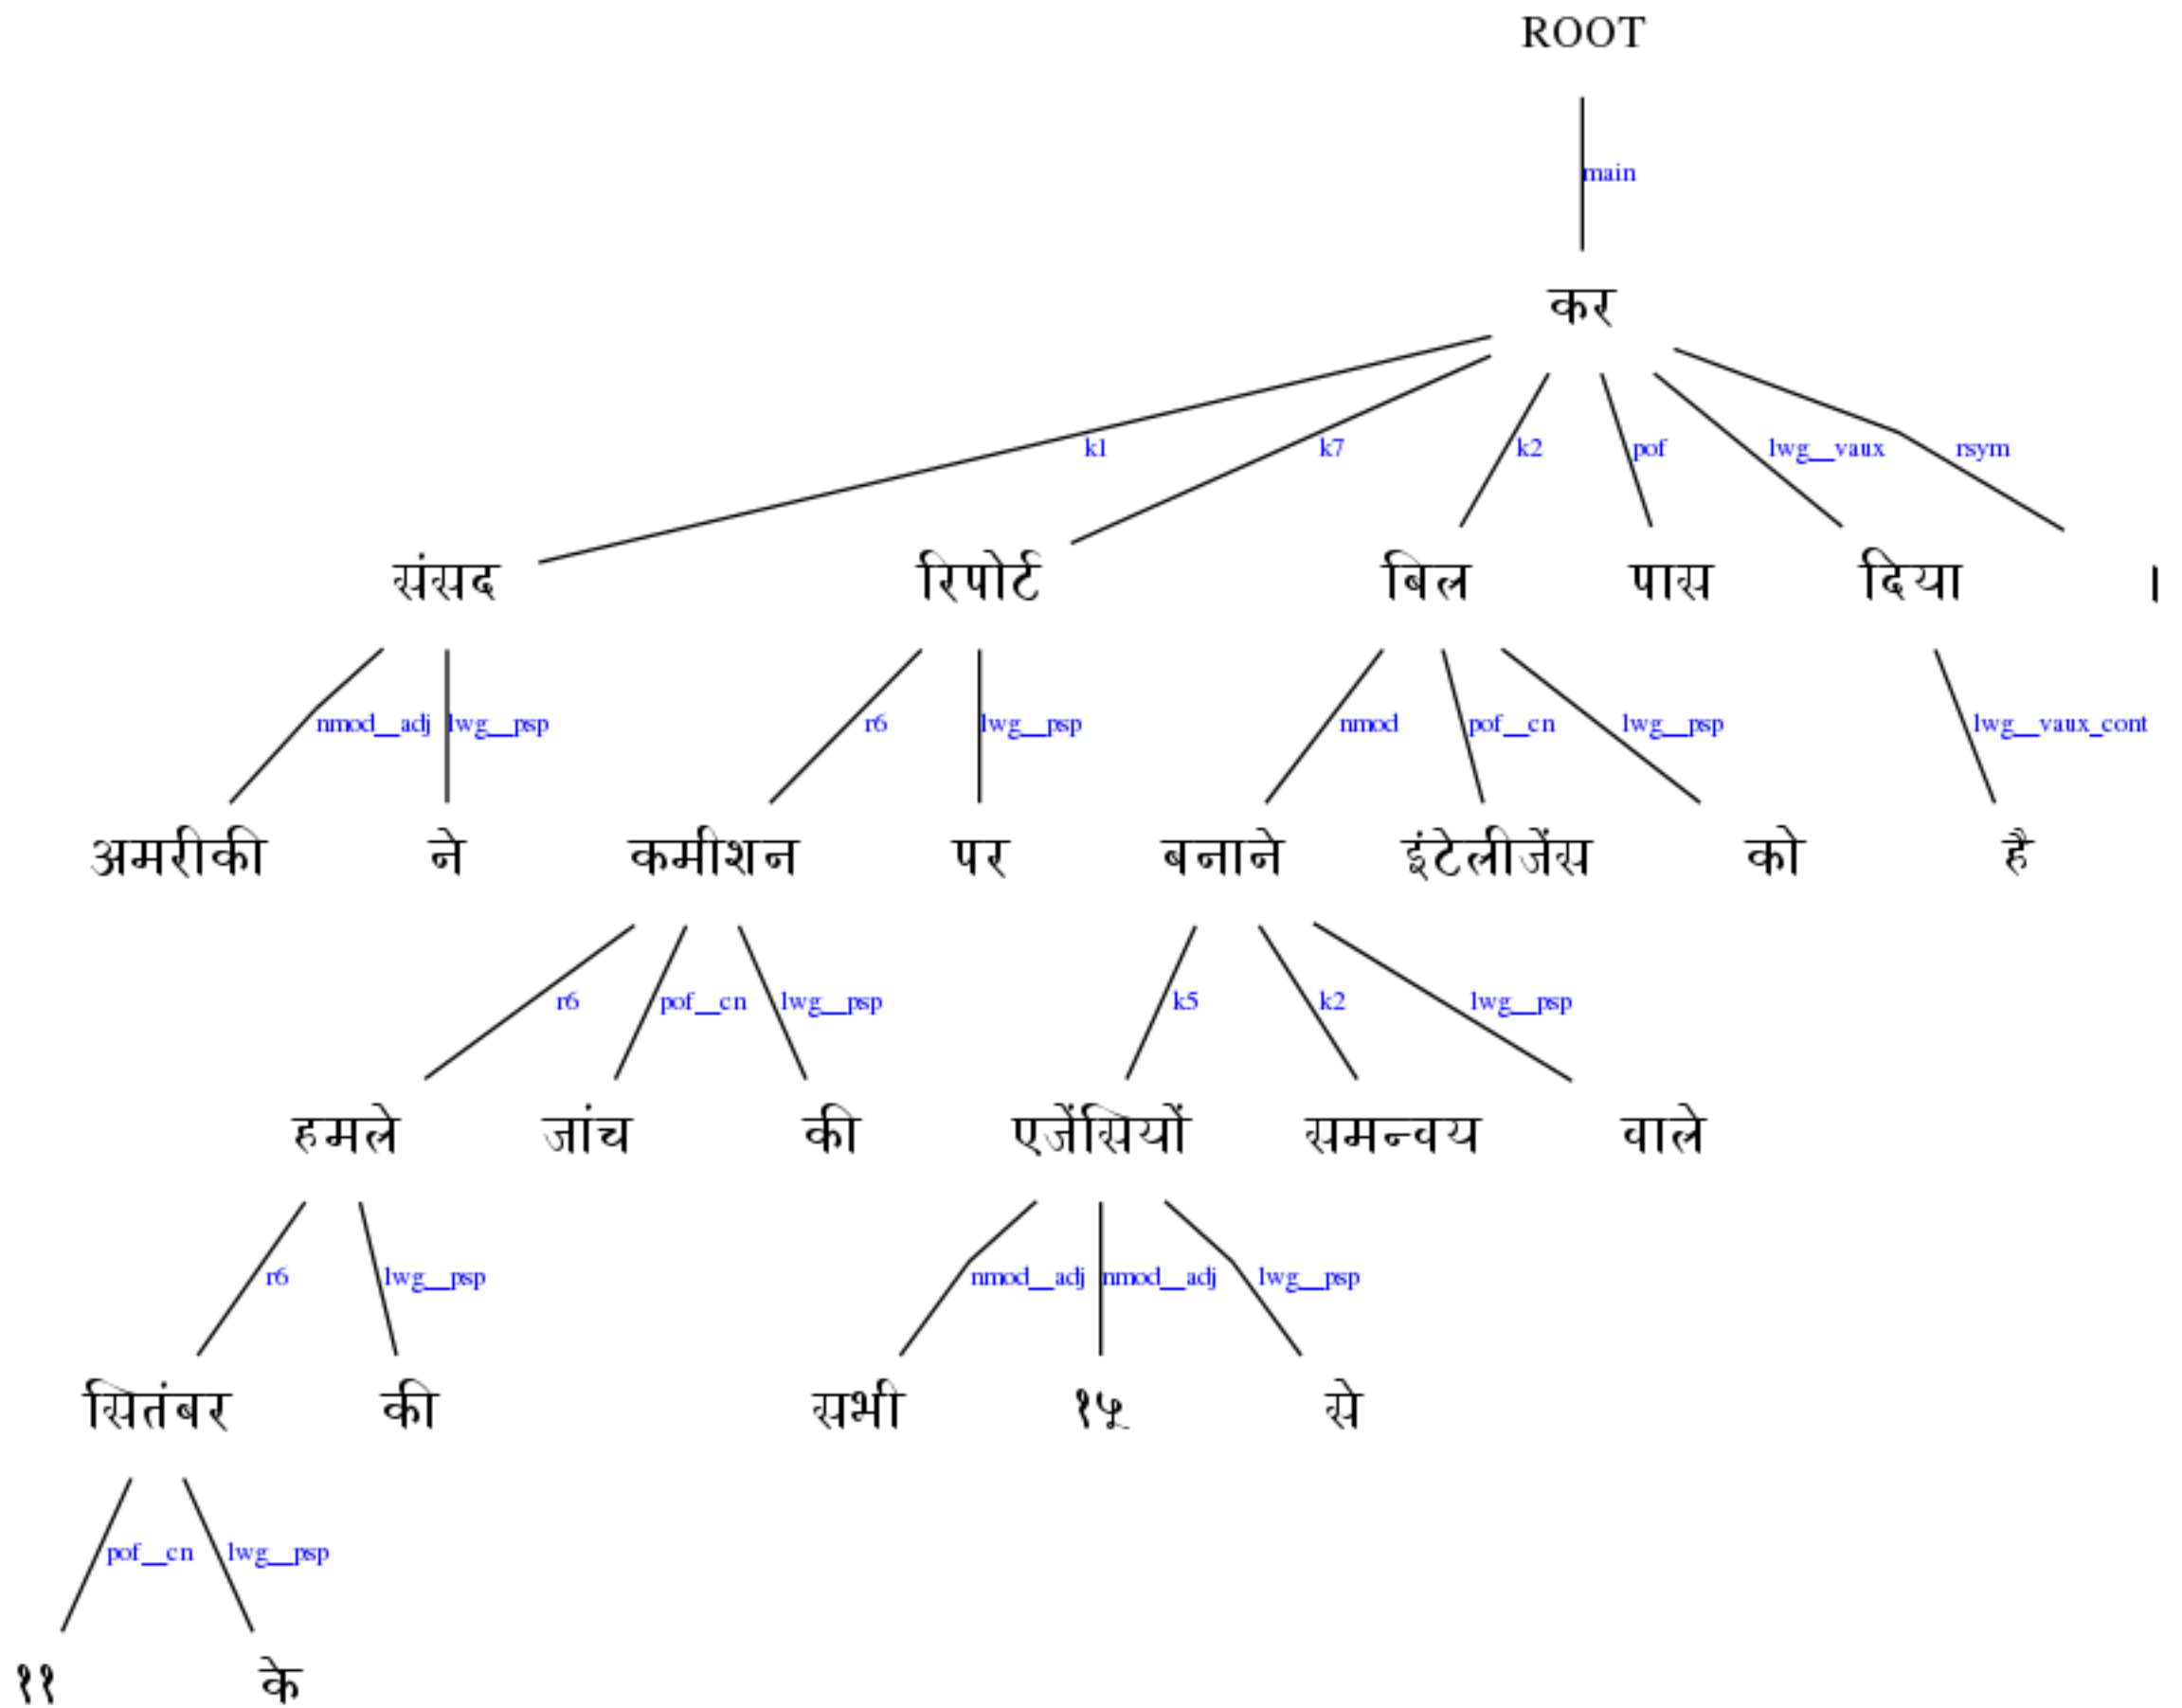 ROOT
main
कर
k1 k7 k2 pof lwg__vaux rsym
संसद रिपोर्ट बिल पास दिया ।
nmod__adj lwg__psp r6 lwg__psp nmod pof__cn lwg__psp lwg__vaux_cont
अमरीकी ने कमीशन पर बनाने इंटेलीजेंस को है
r6 pof__cn lwg__psp k5 k2 lwg__psp
हमले जांच की एजेंसियों समन्वय वाले
r6 lwg__psp nmod__adj nmod__adj lwg__psp
सितंबर की सभी १५ से
pof__cn lwg__psp
११ के